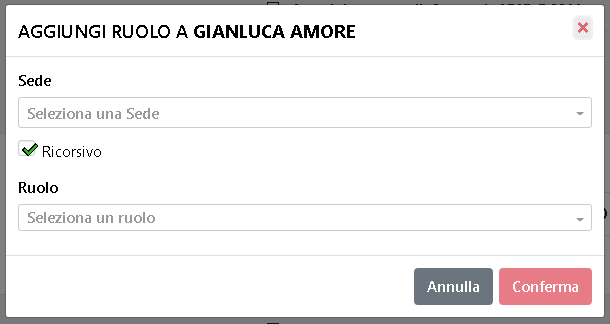 AGGIUNGI RUOLO A GIANLUCA AMORE
Sede
Seleziona una Sede
Ricorsivo
Ruolo
Seleziona un ruolo
Annulla Conferma